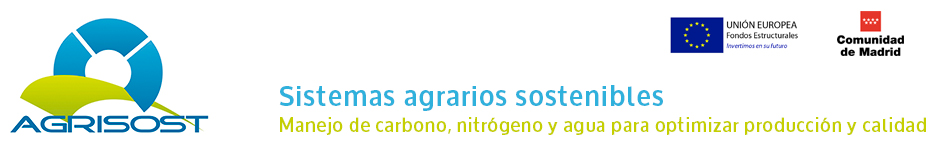 UNIÓN EUROPEA
Fondos Estructurales
Invertimos en su futuro
Comunidad
de Madrid
Sistemas agrarios sostenibles
AGRISOST
Manejo de carbono, nitrógeno y agua para optimizar producción y calidad